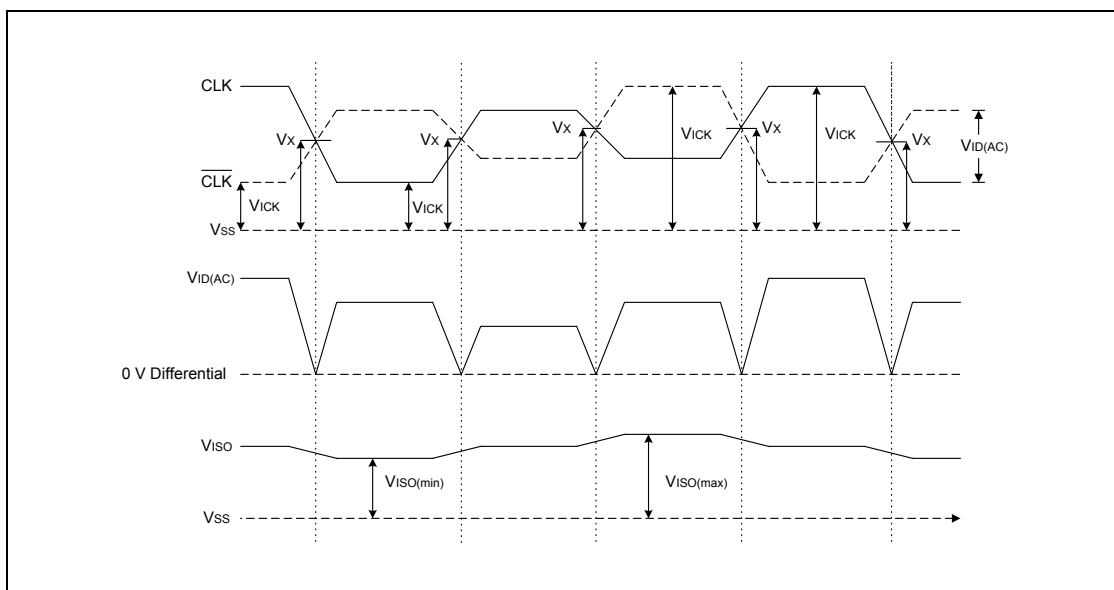 CLK
VX
VX
VX
VICK
VX
VICK
VX
VID(AC)
CLK
VICK
VICK
VSS
VID(AC)
0 V Differential
VISO
VISO(min)
VISO(max)
VSS